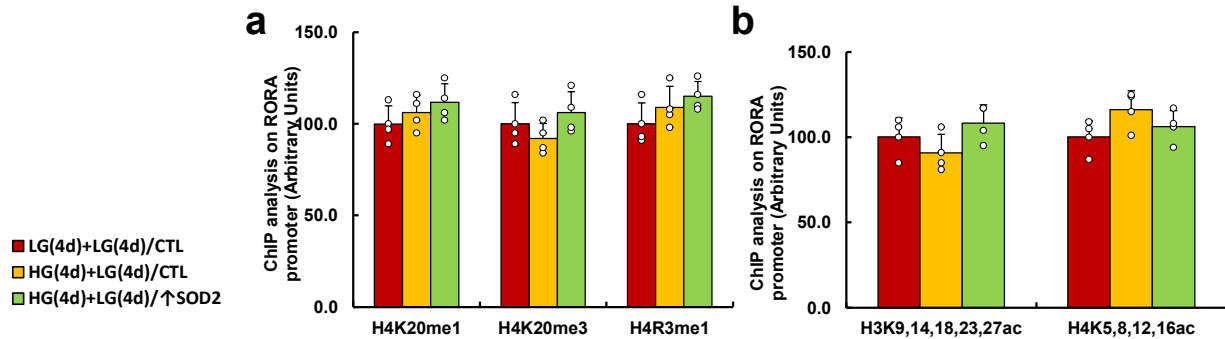 a
ChIP analysis on RORA
promoter (Arbitrary Units)
150.0
100.0
50.0
0.0
H4K20me1
H4K20me3
H4R3me1
b
ChIP analysis on RORA
promoter (Arbitrary Units)
150.0
100.0
50.0
0.0
H3K9,14,18,23,27ac
H4K5,8,12,16ac
LG(4d)+LG(4d)/CTL
HG(4d)+LG(4d)/CTL
HG(4d)+LG(4d)/↑SOD2